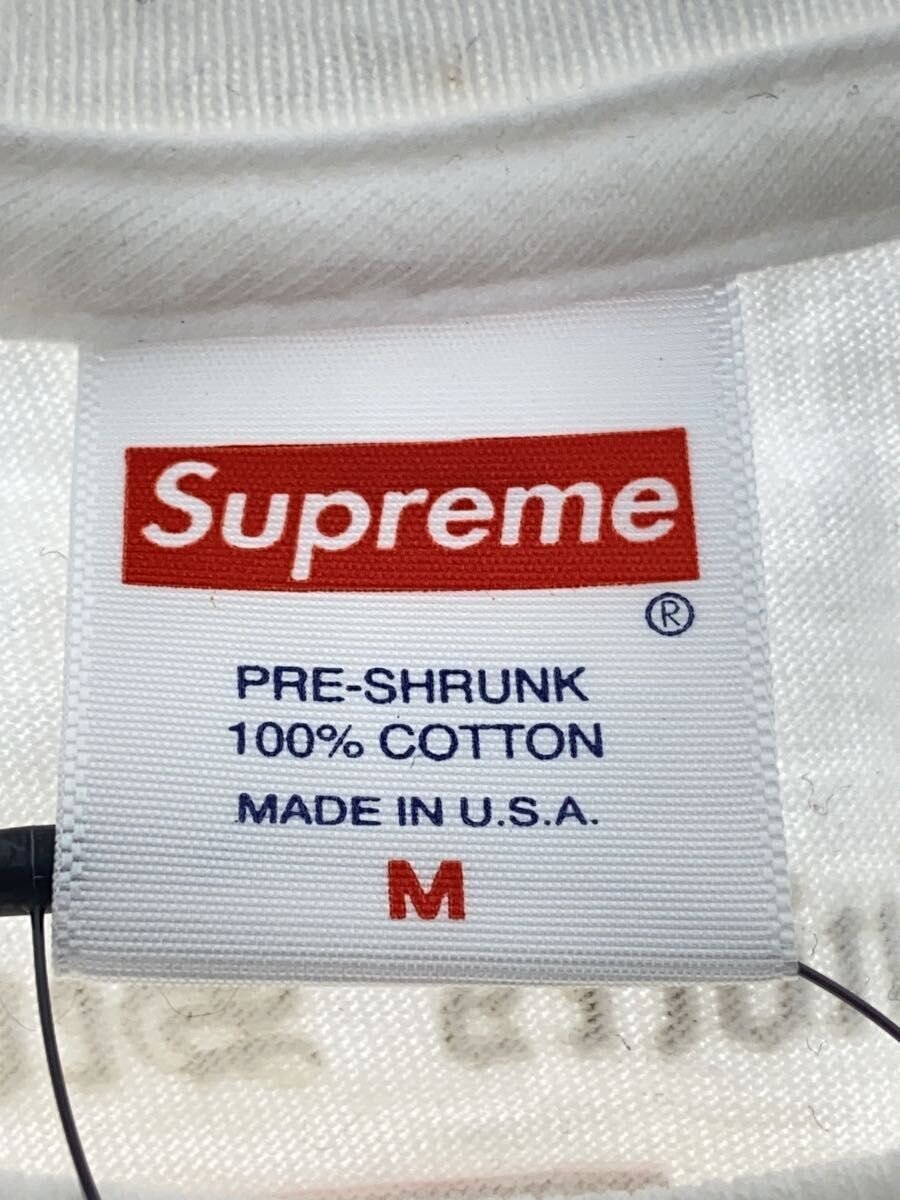 Supreme
®
PRE-SHRUNK
100% COTTON
MADE IN U.S.A.
M